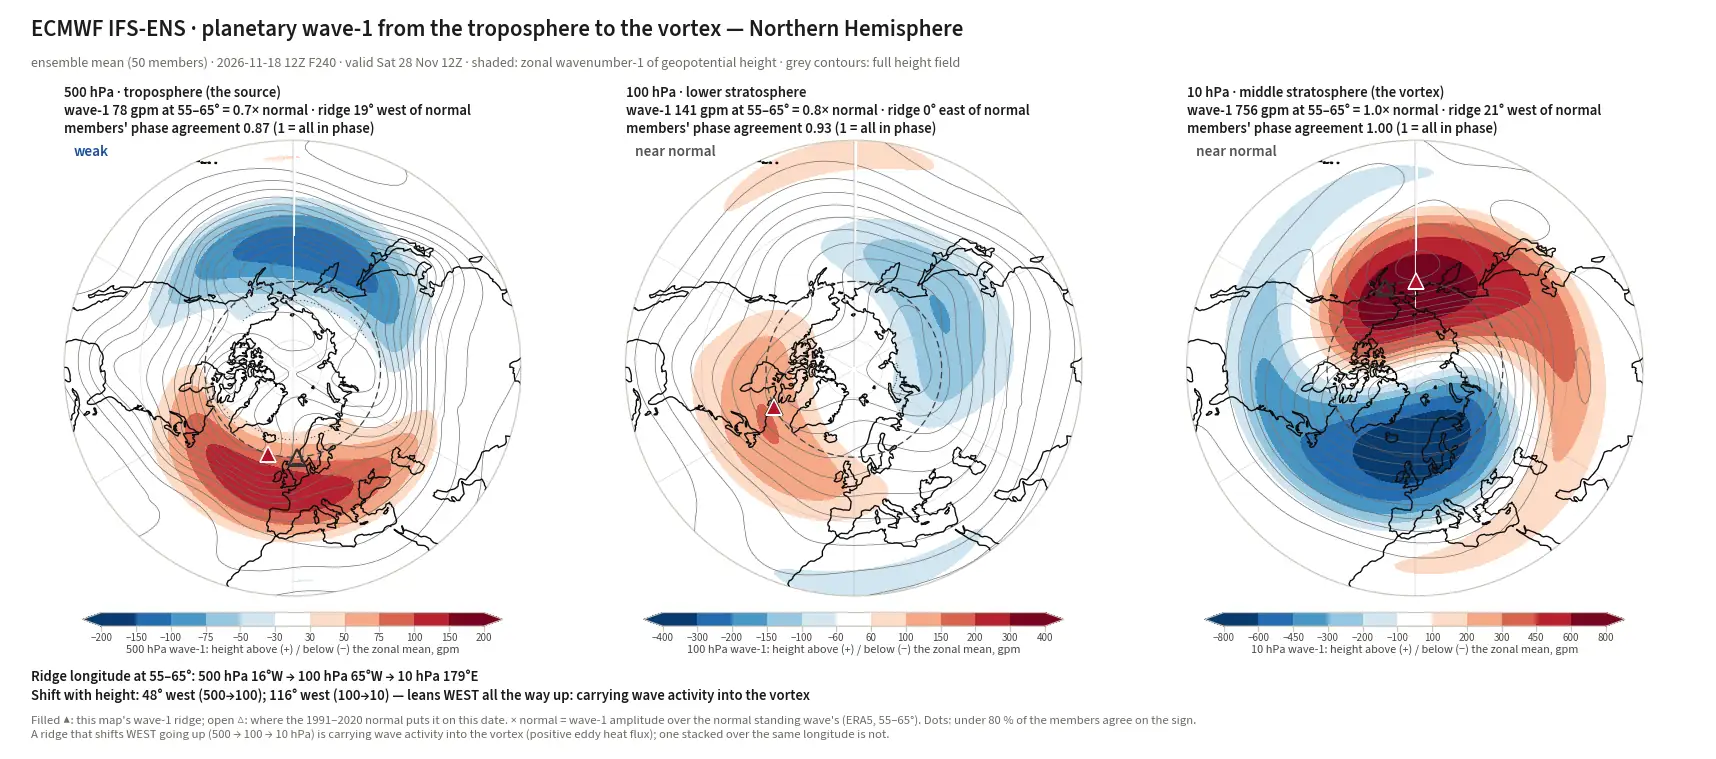 ECMWF IFS-ENS · planetary wave-1 from the troposphere to the vortex — Northern Hemisphere
ensemble mean (50 members) · 2026-11-18 12Z F240 · valid Sat 28 Nov 12Z · shaded: zonal wavenumber-1 of geopotential height · grey contours: full height field
500 hPa · troposphere (the source)
wave-1 78 gpm at 55–65° = 0.7× normal · ridge 19° west of normal
members' phase agreement 0.87 (1 = all in phase)
weak
100 hPa · lower stratosphere
wave-1 141 gpm at 55–65° = 0.8× normal · ridge 0° east of normal
members' phase agreement 0.93 (1 = all in phase)
near normal
10 hPa · middle stratosphere (the vortex)
wave-1 756 gpm at 55–65° = 1.0× normal · ridge 21° west of normal
members' phase agreement 1.00 (1 = all in phase)
near normal
−200 −150 −100 −75 −50 −30 30 50 75 100 150 200
500 hPa wave-1: height above (+) / below (−) the zonal mean, gpm
−400 −300 −200 −150 −100 −60 60 100 150 200 300 400
100 hPa wave-1: height above (+) / below (−) the zonal mean, gpm
−800 −600 −450 −300 −200 −100 100 200 300 450 600 800
10 hPa wave-1: height above (+) / below (−) the zonal mean, gpm
Ridge longitude at 55–65°: 500 hPa 16°W → 100 hPa 65°W → 10 hPa 179°E
Shift with height: 48° west (500→100); 116° west (100→10) — leans WEST all the way up: carrying wave activity into the vortex
Filled ▲: this map's wave-1 ridge; open △: where the 1991–2020 normal puts it on this date. × normal = wave-1 amplitude over the normal standing wave's (ERA5, 55–65°). Dots: under 80 % of the members agree on the sign.
A ridge that shifts WEST going up (500 → 100 → 10 hPa) is carrying wave activity into the vortex (positive eddy heat flux); one stacked over the same longitude is not.